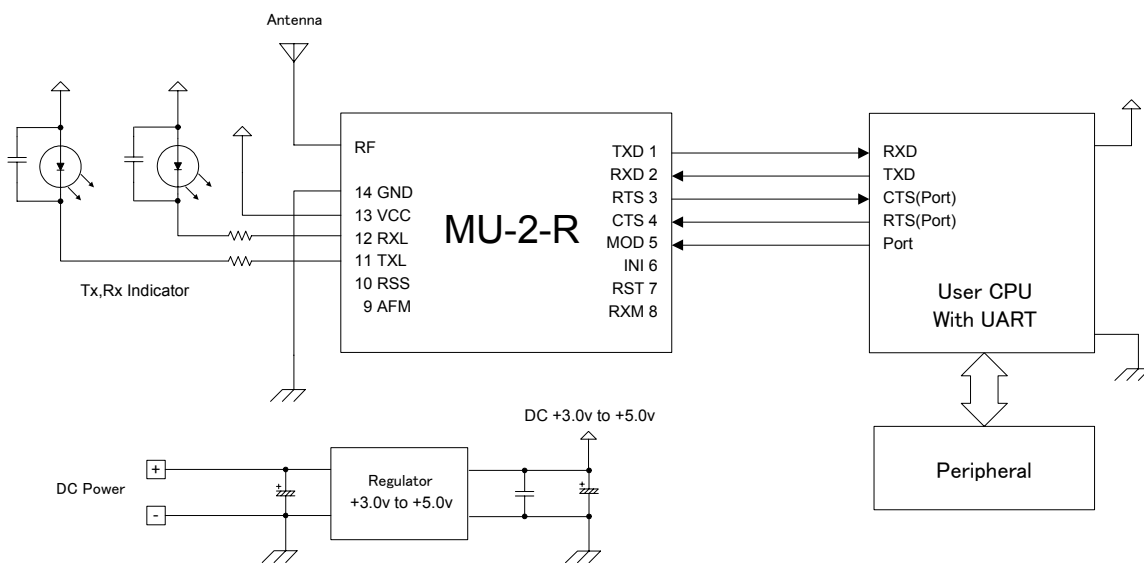 Antenna
RF
14 GND
13 VCC
12 RXL
11 TXL
10 RSS
9 AFM
MU-2-R
TXD 1
RXD 2
RTS 3
CTS 4
MOD 5
INI 6
RST 7
RXM 8
RXD
TXD
CTS(Port)
RTS(Port)
Port
User CPU
With UART
Tx,Rx Indicator
DC Power
+
-
+
Regulator
+3.0v to +5.0v
DC +3.0v to +5.0v
+
Peripheral